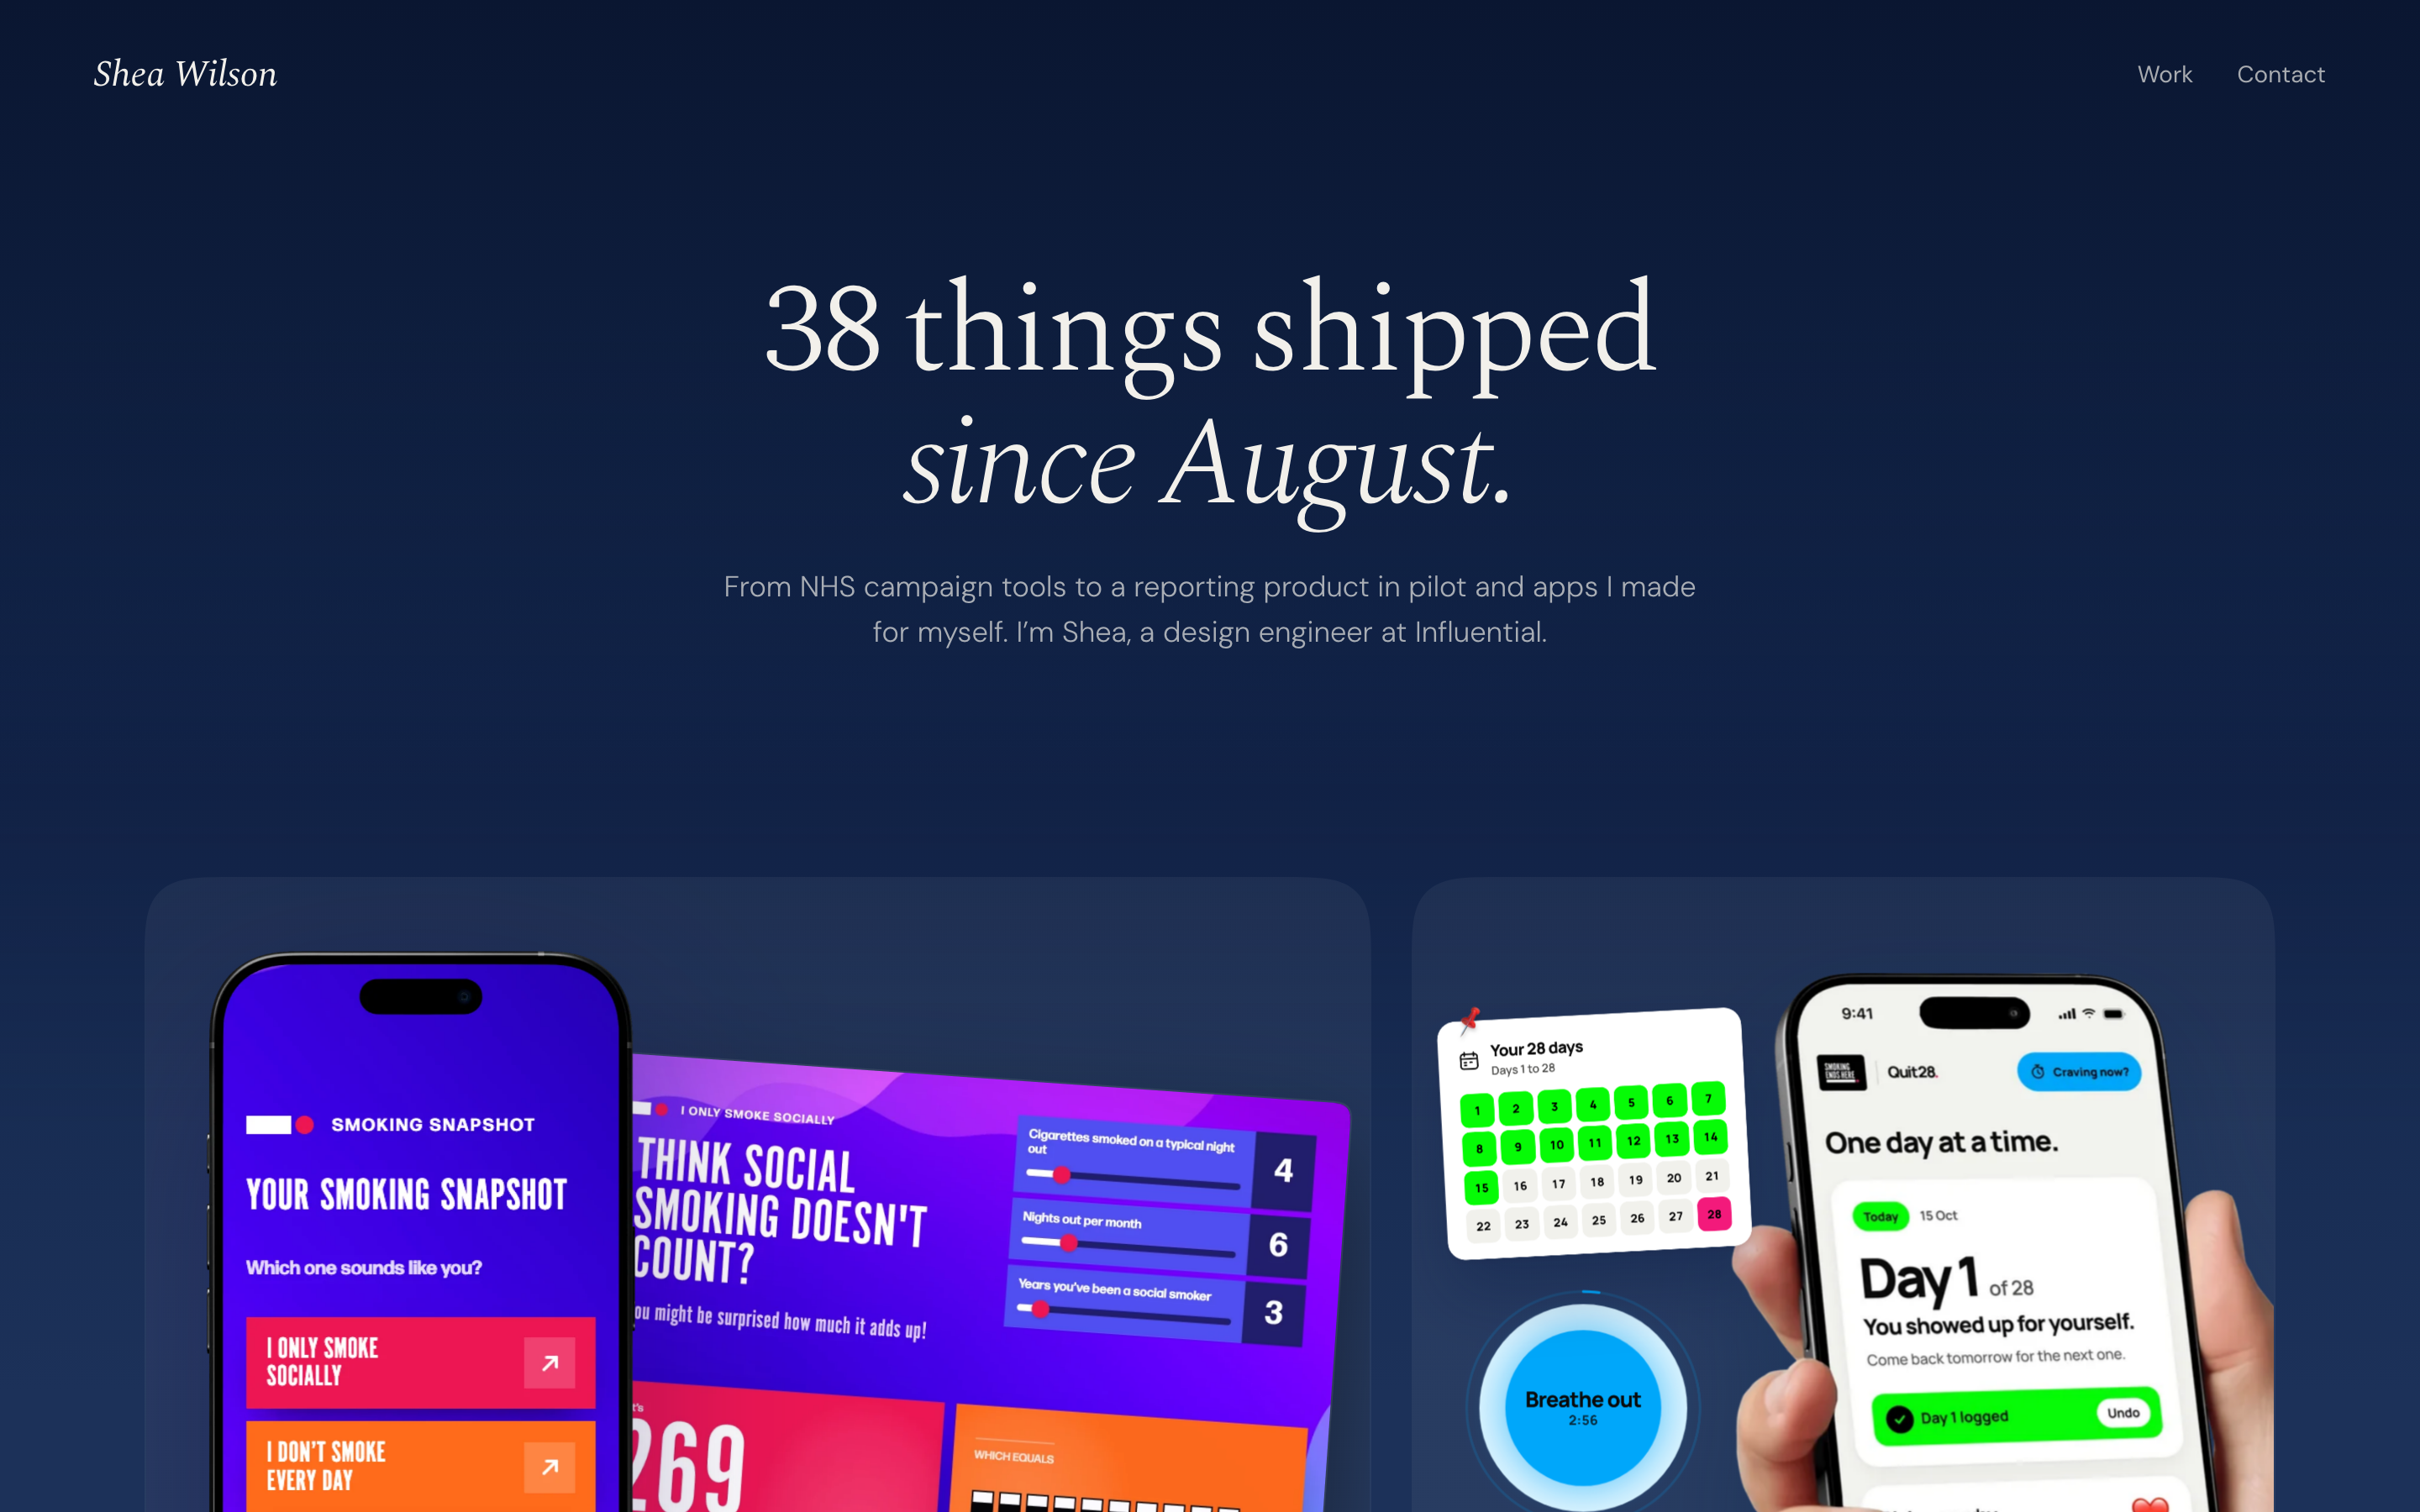 Shea Wilson
Work
Contact
38 things shipped
since August.
From NHS campaign tools to a reporting product in pilot and apps I made
for myself. I’m Shea, a design engineer at Influential.
SMOKING SNAPSHOT
YOUR SMOKING SNAPSHOT
Which one sounds like you?
I ONLY SMOKE
SOCIALLY
I DON'T SMOKE
EVERY DAY
I ONLY SMOKE SOCIALLY
THINK SOCIAL
SMOKING DOESN'T
COUNT?
ou might be surprised how much it adds up!
Cigarettes smoked on a typical night
out
4
Nights out per month
6
Years you've been a social smoker
3
269
WHICH EQUALS
Your 28 days
Days 1 to 28
1 2 3 4 5 6 7
8 9 10 11 12 13 14
15 16 17 18 19 20 21
22 23 24 25 26 27 28
Breathe out
2:56
9:41
SMOKING
ENDS HERE
Quit28.
Craving now?
One day at a time.
Today
15 Oct
Day 1 of 28
You showed up for yourself.
Come back tomorrow for the next one.
Day 1 logged
Undo